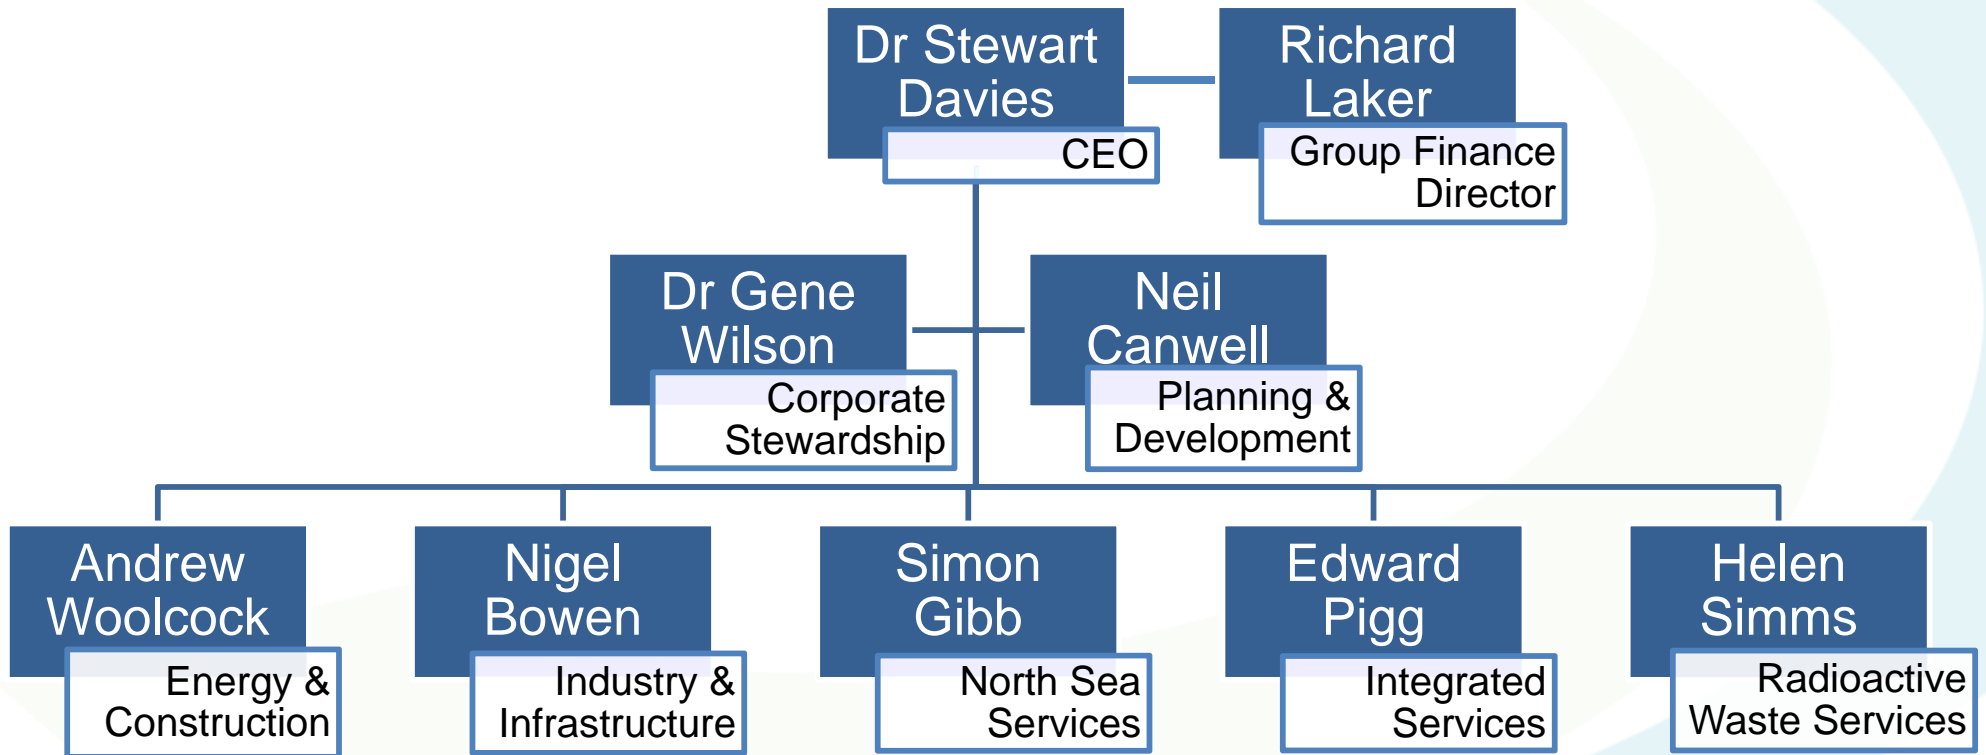 Dr Stewart
Davies
CEO
Richard
Laker
Group Finance
Director
Dr Gene
Wilson
Corporate
Stewardship
Neil
Canwell
Planning &
Development
Andrew
Woolcock
Energy &
Construction
Nigel
Bowen
Industry &
Infrastructure
Simon
Gibb
North Sea
Services
Edward
Pigg
Integrated
Services
Helen
Simms
Radioactive
Waste Services